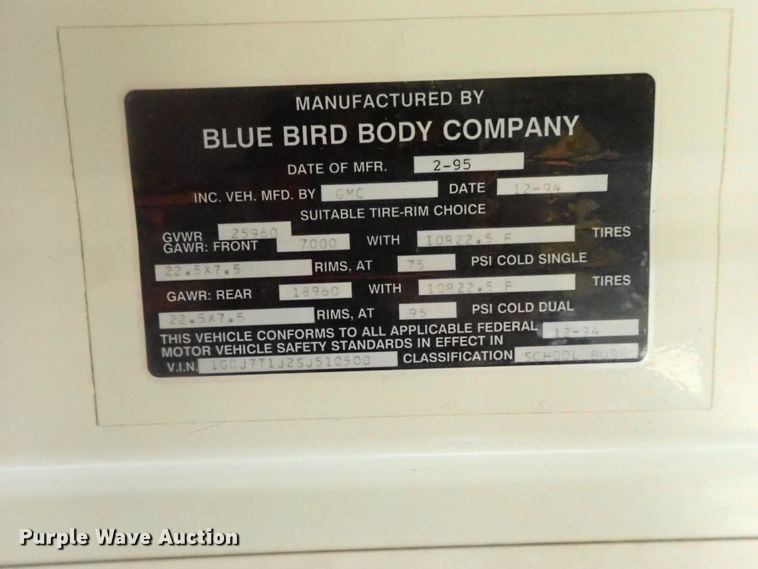 MANUFACTURED BY
BLUE BIRD BODY COMPANY
DATE OF MFR. 2-95
INC. VEH. MFD. BY GMC DATE 12-94
SUITABLE TIRE-RIM CHOICE
GVWR 25960
GAWR: FRONT 7000 WITH 10R22.5 F TIRES
22.5X7.5 RIMS, AT 75 PSI COLD SINGLE
GAWR: REAR 18960 WITH 10R22.5 F TIRES
22.5X7.5 RIMS, AT 95 PSI COLD DUAL
THIS VEHICLE CONFORMS TO ALL APPLICABLE FEDERAL
MOTOR VEHICLE SAFETY STANDARDS IN EFFECT IN 12-94
V.I.N. 1GDJ7T1J2SJ510500 CLASSIFICATION SCHOOL BUS
Purple Wave Auction